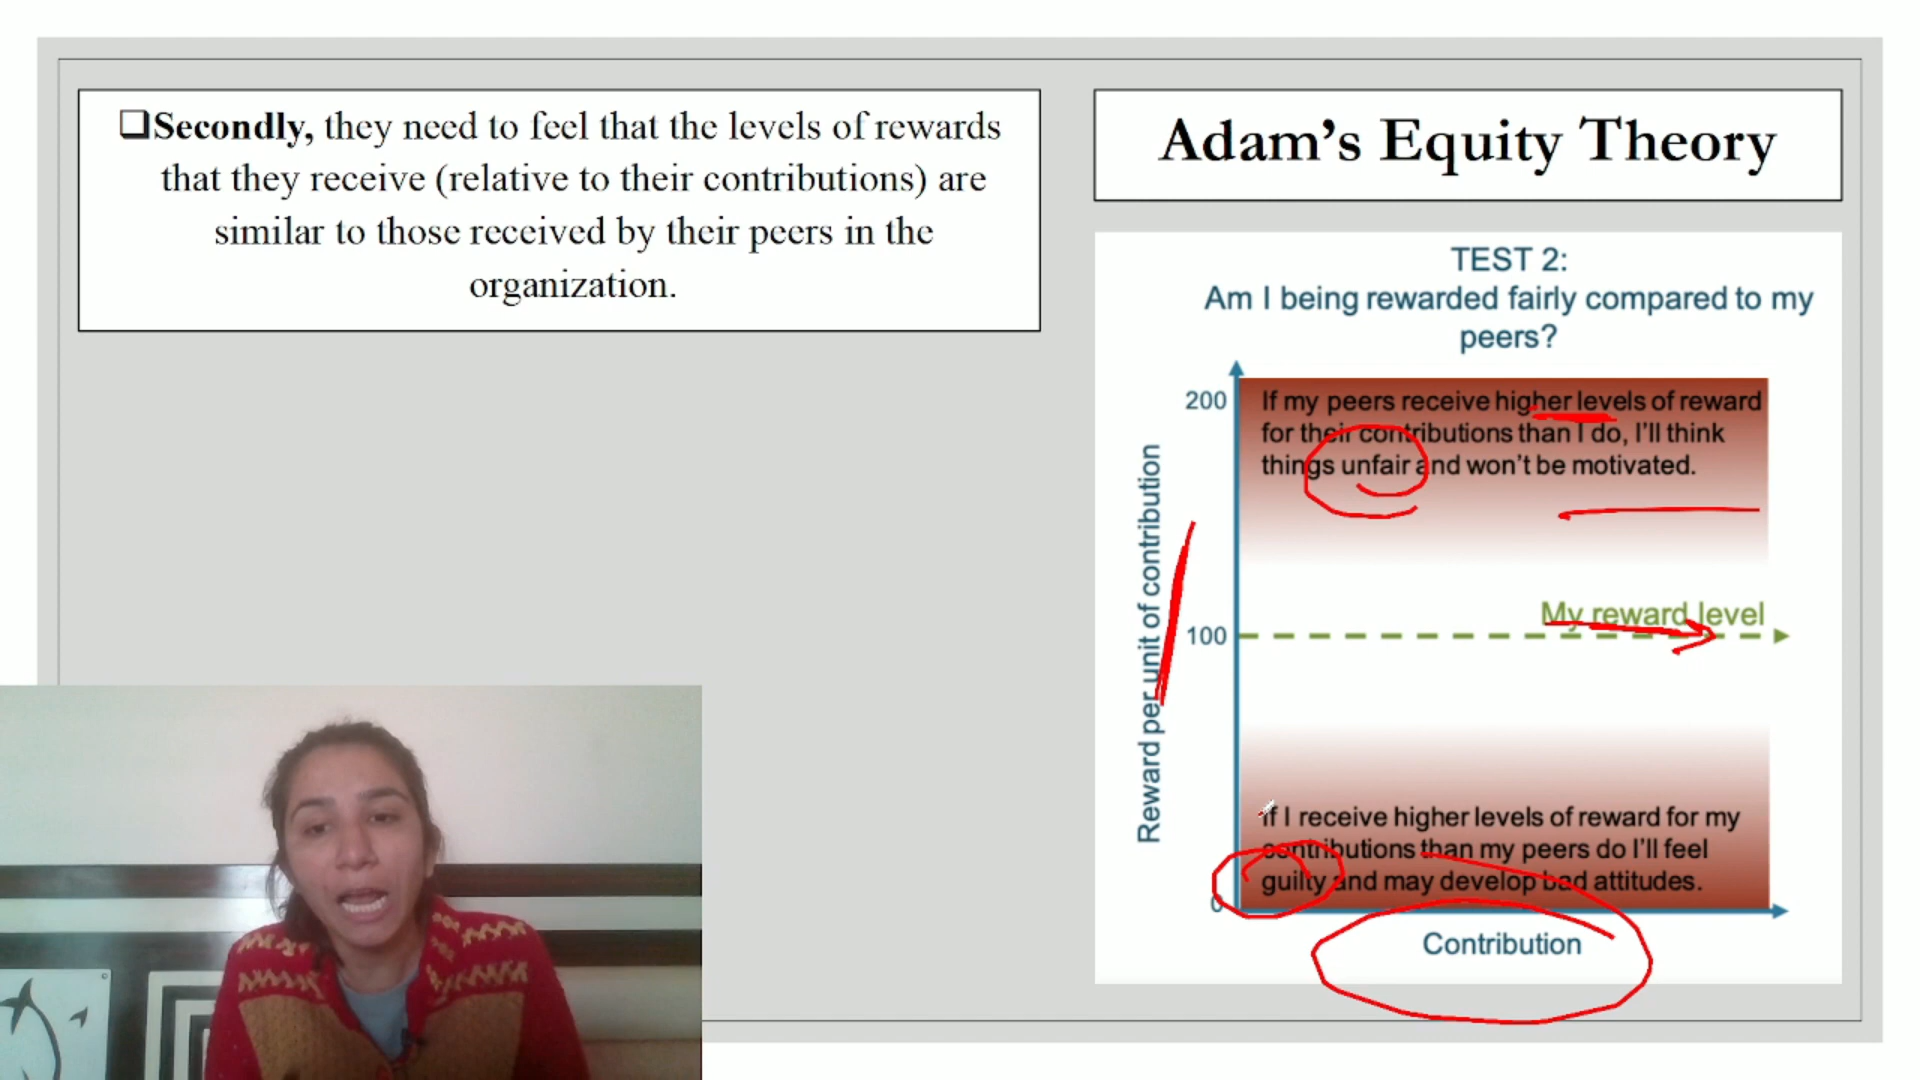 ❑Secondly, they need to feel that the levels of rewards
that they receive (relative to their contributions) are
similar to those received by their peers in the
organization.
Adam’s Equity Theory
TEST 2:
Am I being rewarded fairly compared to my
peers?
Reward per unit of contribution
200
If my peers receive higher levels of reward
for their contributions than I do, I’ll think
things unfair and won’t be motivated.
My reward level
100
If I receive higher levels of reward for my
contributions than my peers do I’ll feel
guilty and may develop bad attitudes.
0
Contribution